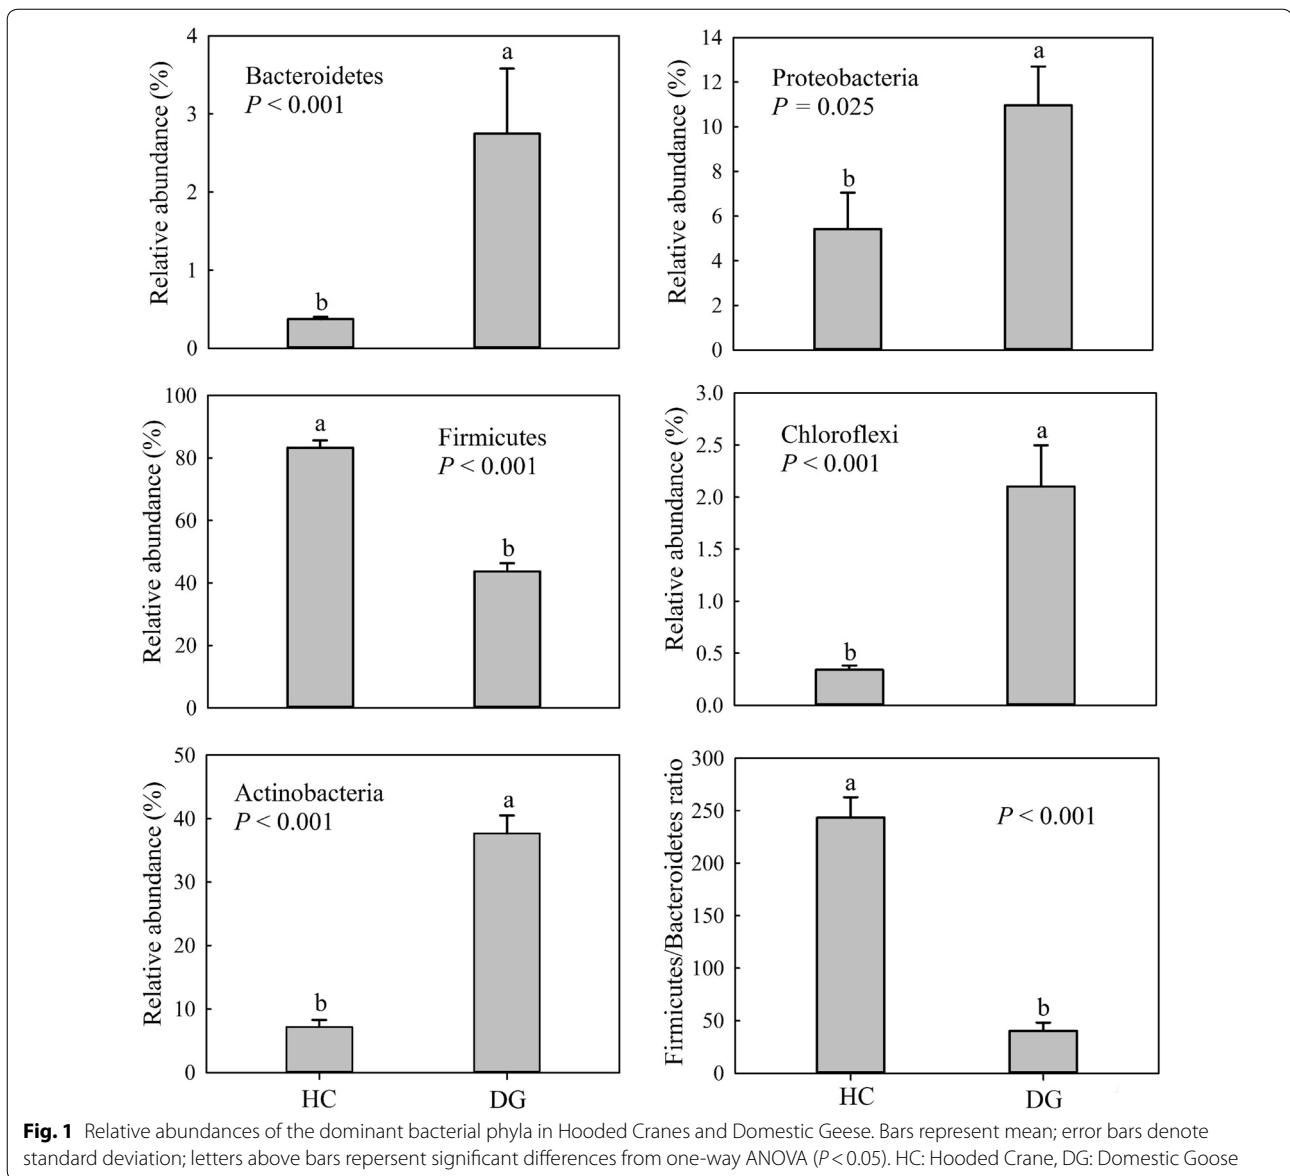 4
3
2
1
0
Relative abundance (%)
Bacteroidetes
P < 0.001
b
a
14
12
10
8
6
4
2
0
Relative abundance (%)
Proteobacteria
P = 0.025
b
a
100
80
60
40
20
0
Relative abundance (%)
Firmicutes
P < 0.001
a
b
3.0
2.5
2.0
1.5
1.0
0.5
0.0
Relative abundance (%)
Chloroflexi
P < 0.001
b
a
50
40
30
20
10
0
Relative abundance (%)
Actinobacteria
P < 0.001
b
a
HC
DG
300
250
200
150
100
50
0
Firmicutes/Bacteroidetes ratio
P < 0.001
a
b
HC
DG
Fig. 1 Relative abundances of the dominant bacterial phyla in Hooded Cranes and Domestic Geese. Bars represent mean; error bars denote
standard deviation; letters above bars repersent significant differences from one-way ANOVA (P < 0.05). HC: Hooded Crane, DG: Domestic Goose